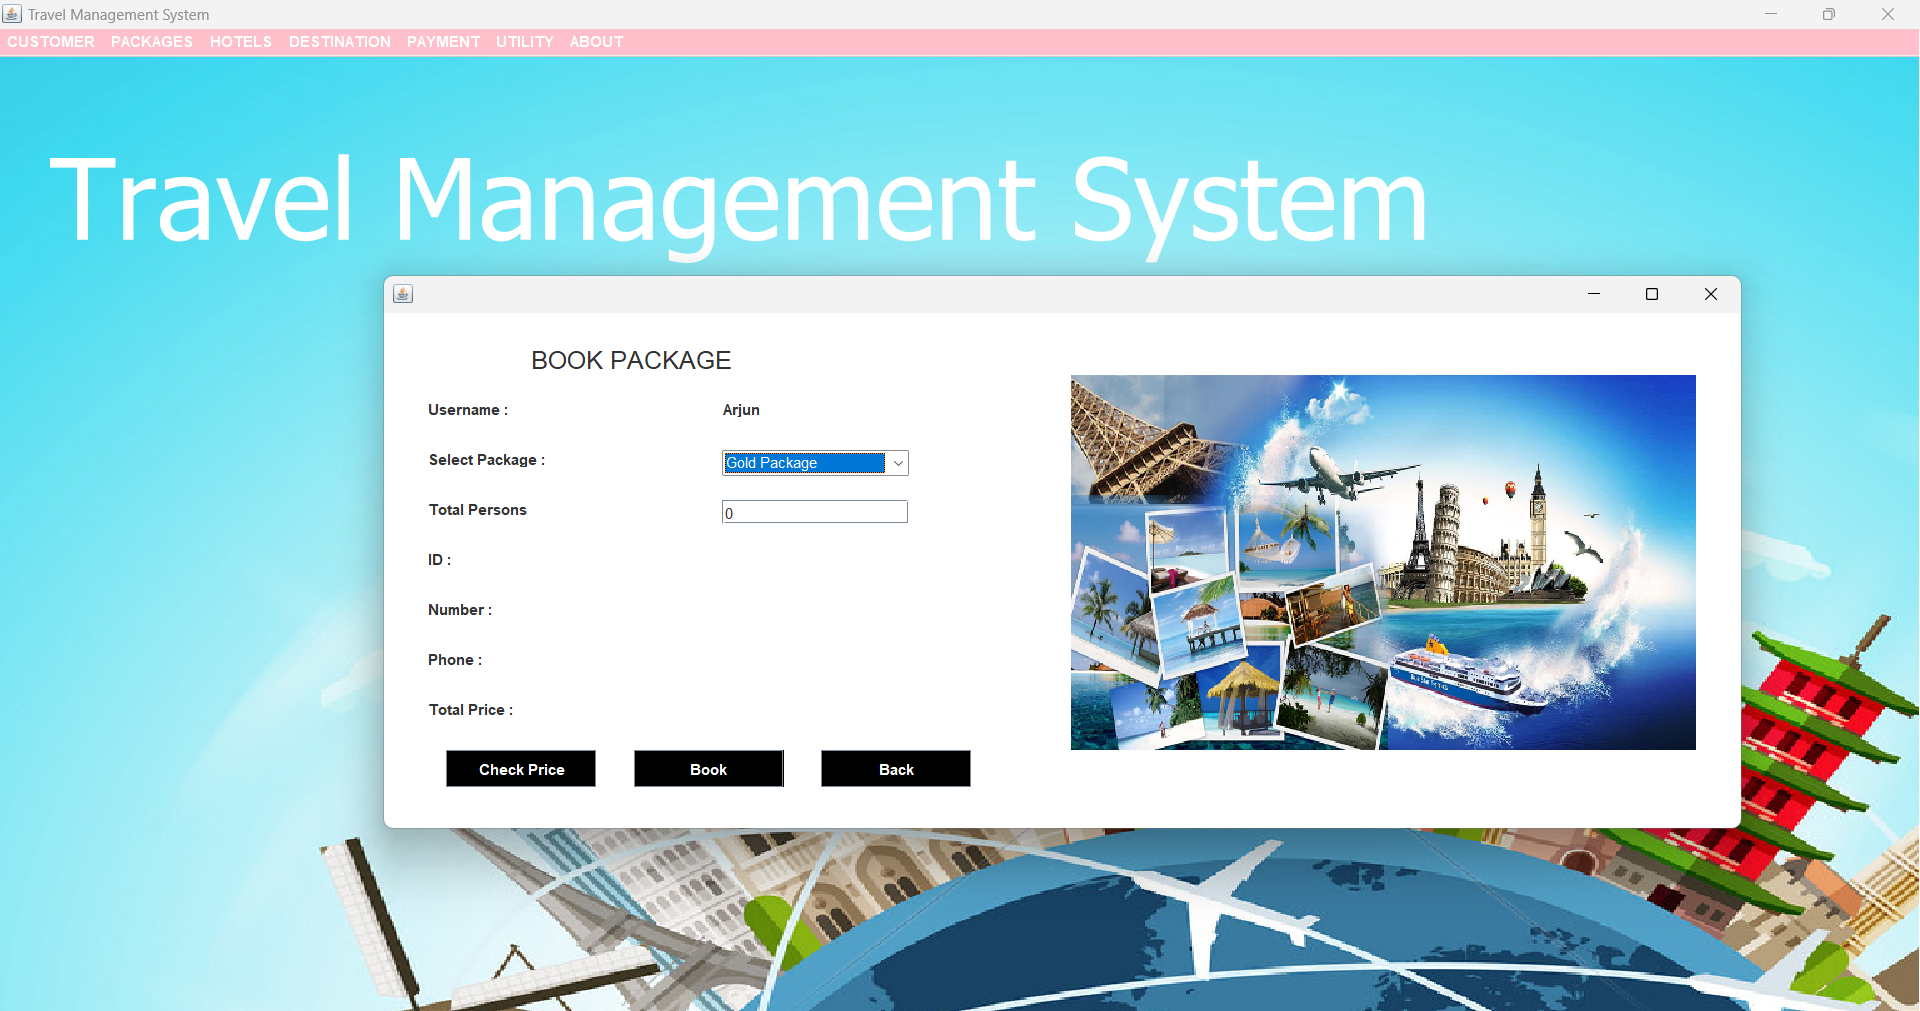 Travel Management System
CUSTOMER PACKAGES HOTELS DESTINATION PAYMENT UTILITY ABOUT
Travel Management System
BOOK PACKAGE
Username : Arjun
Select Package : Gold Package
Total Persons 0
ID :
Number :
Phone :
Total Price :
Check Price Book Back